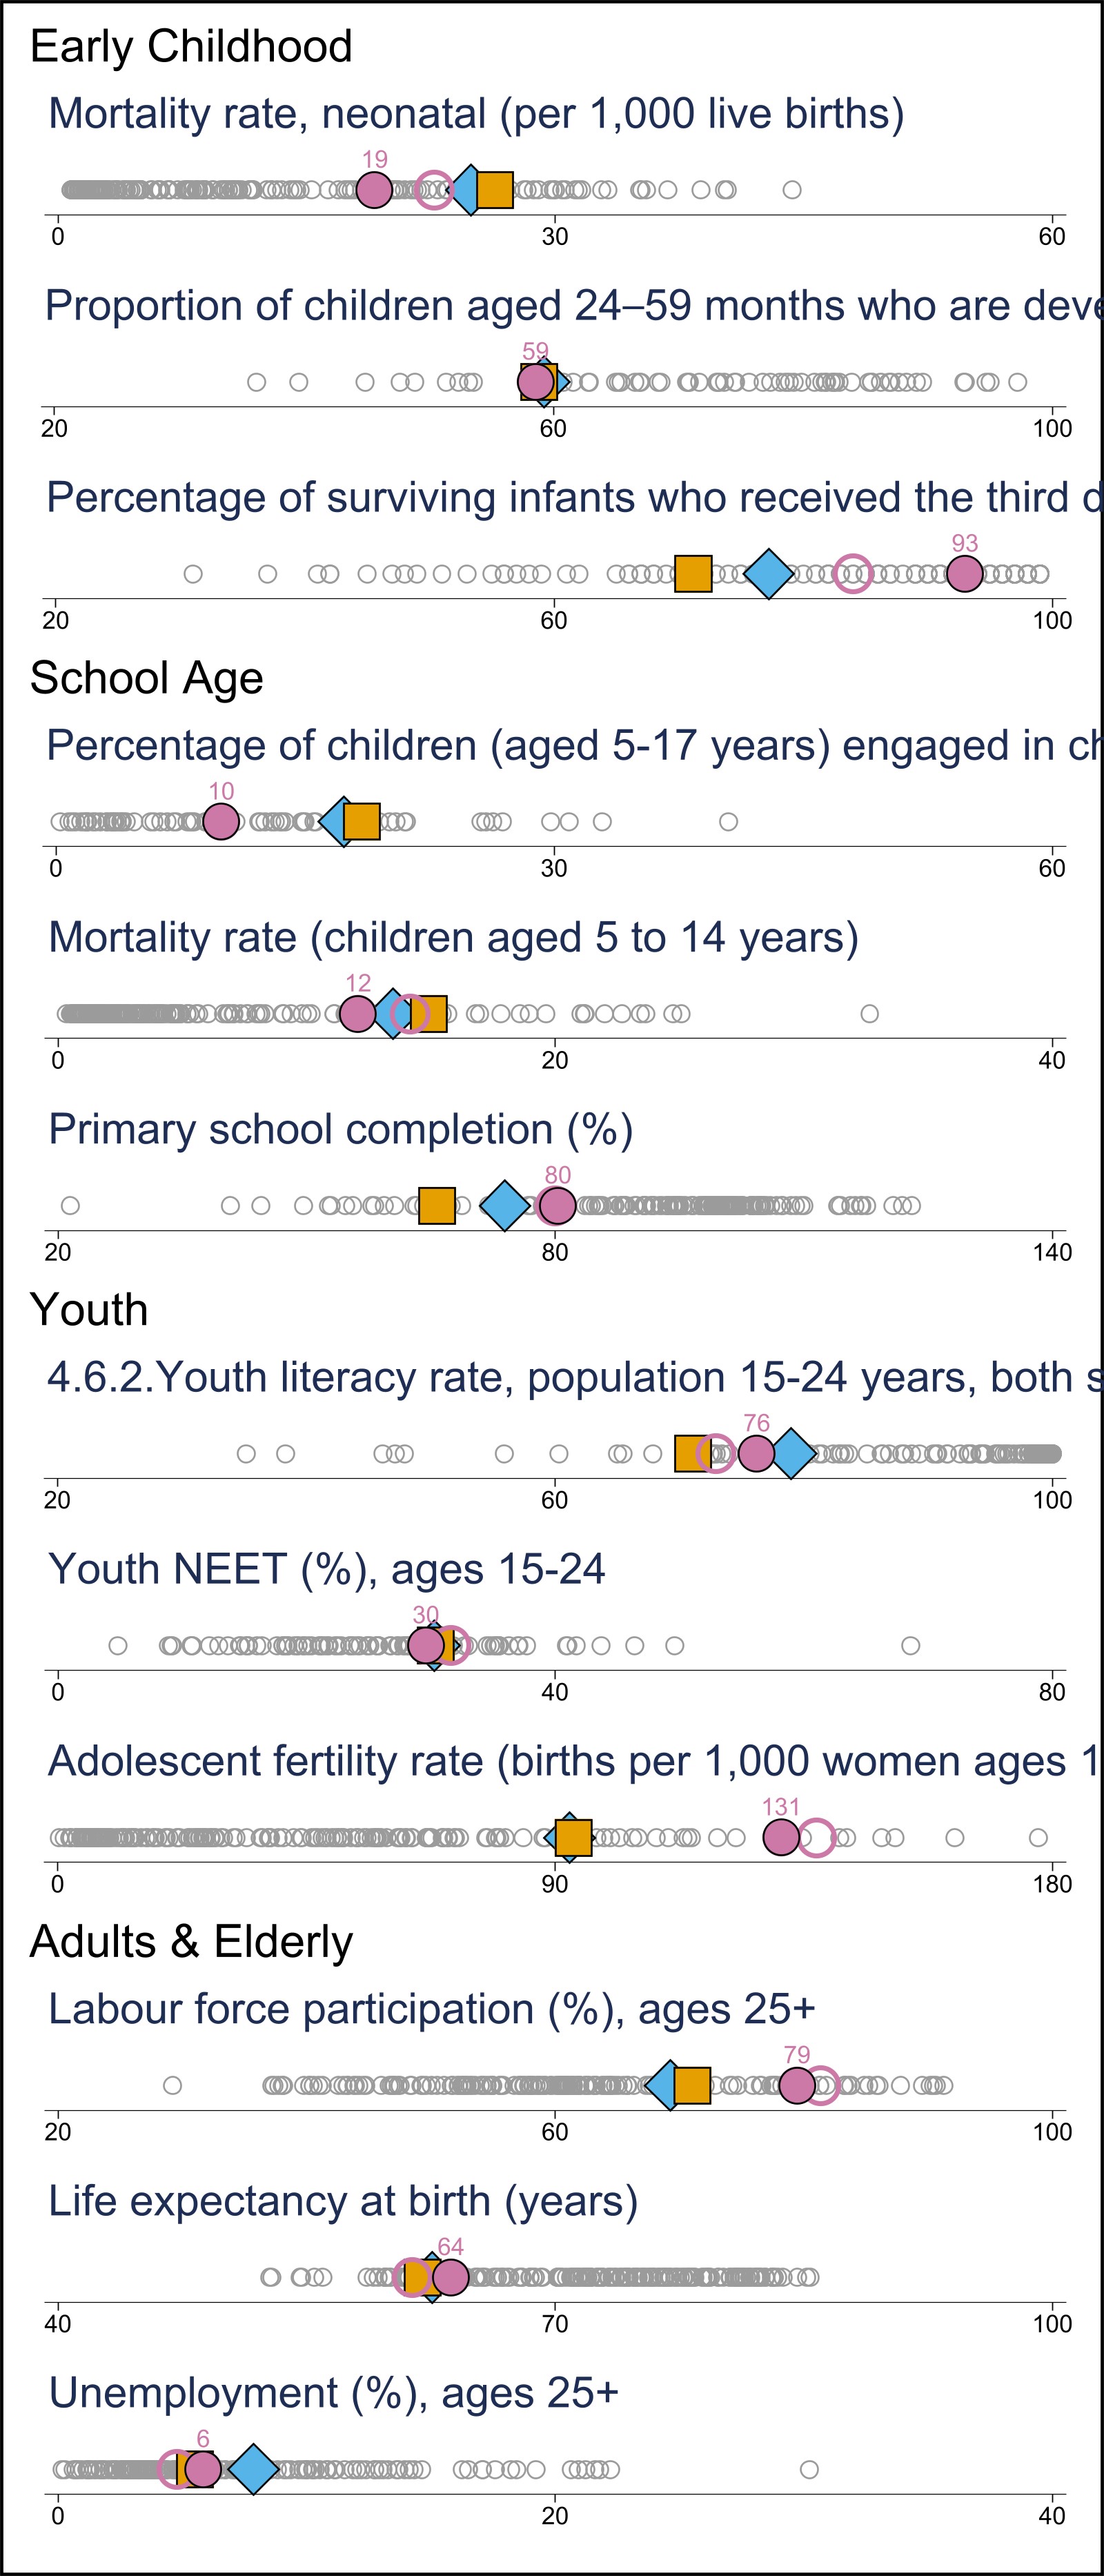 Early Childhood
Mortality rate, neonatal (per 1,000 live births)
19
0 30 60
Proportion of children aged 24–59 months who are deve
59
20 60 100
Percentage of surviving infants who received the third d
93
20 60 100
School Age
Percentage of children (aged 5-17 years) engaged in ch
10
0 30 60
Mortality rate (children aged 5 to 14 years)
12
0 20 40
Primary school completion (%)
80
20 80 140
Youth
4.6.2.Youth literacy rate, population 15-24 years, both s
76
20 60 100
Youth NEET (%), ages 15-24
30
0 40 80
Adolescent fertility rate (births per 1,000 women ages 1
131
0 90 180
Adults & Elderly
Labour force participation (%), ages 25+
79
20 60 100
Life expectancy at birth (years)
64
40 70 100
Unemployment (%), ages 25+
6
0 20 40